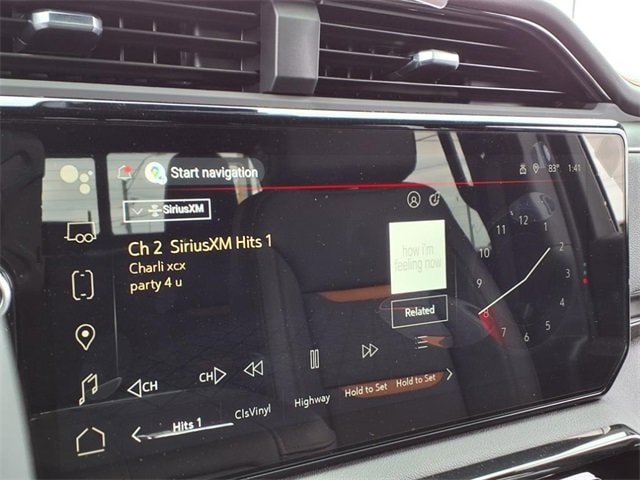 Start navigation
83° 1:41
SiriusXM
Ch 2 SiriusXM Hits 1
Charli xcx
party 4 u
how i'm
feeling now
Related
12
1
2
3
4
5
6
7
8
9
10
11
CH
CH
Hits 1
ClsVinyl
Highway
Hold to Set
Hold to Set